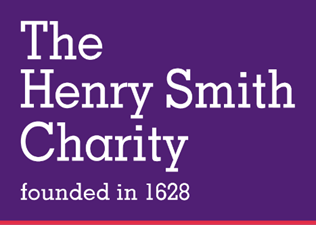 The
Henry Smith
Charity
founded in 1628